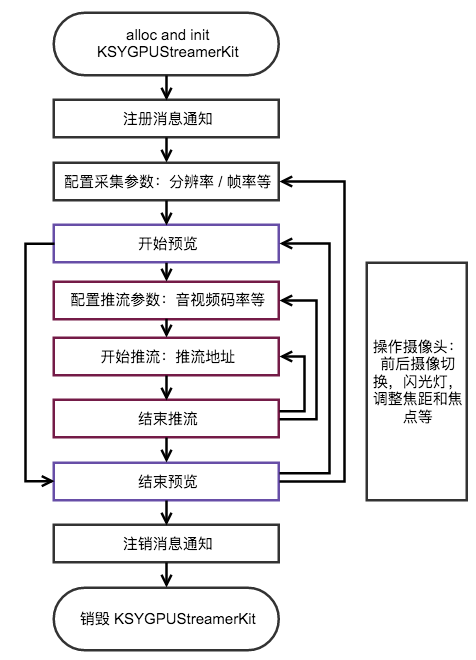 alloc and init
KSYGPUStreamerKit
注册消息通知
配置采集参数：分辨率 / 帧率等
开始预览
配置推流参数：音视频码率等
开始推流：推流地址
结束推流
结束预览
注销消息通知
销毁 KSYGPUStreamerKit
操作摄像头：
前后摄像切
换，闪光灯，
调整焦距和焦
点等